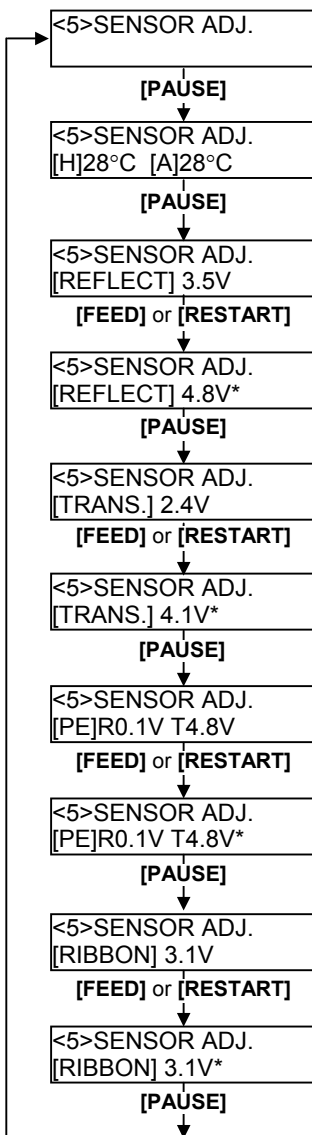 <5>SENSOR ADJ.
[PAUSE]
<5>SENSOR ADJ.
[H]28°C [A]28°C
[PAUSE]
<5>SENSOR ADJ.
[REFLECT] 3.5V
[FEED] or [RESTART]
<5>SENSOR ADJ.
[REFLECT] 4.8V*
[PAUSE]
<5>SENSOR ADJ.
[TRANS.] 2.4V
[FEED] or [RESTART]
<5>SENSOR ADJ.
[TRANS.] 4.1V*
[PAUSE]
<5>SENSOR ADJ.
[PE]R0.1V T4.8V
[FEED] or [RESTART]
<5>SENSOR ADJ.
[PE]R0.1V T4.8V*
[PAUSE]
<5>SENSOR ADJ.
[RIBBON] 3.1V
[FEED] or [RESTART]
<5>SENSOR ADJ.
[RIBBON] 3.1V*
[PAUSE]